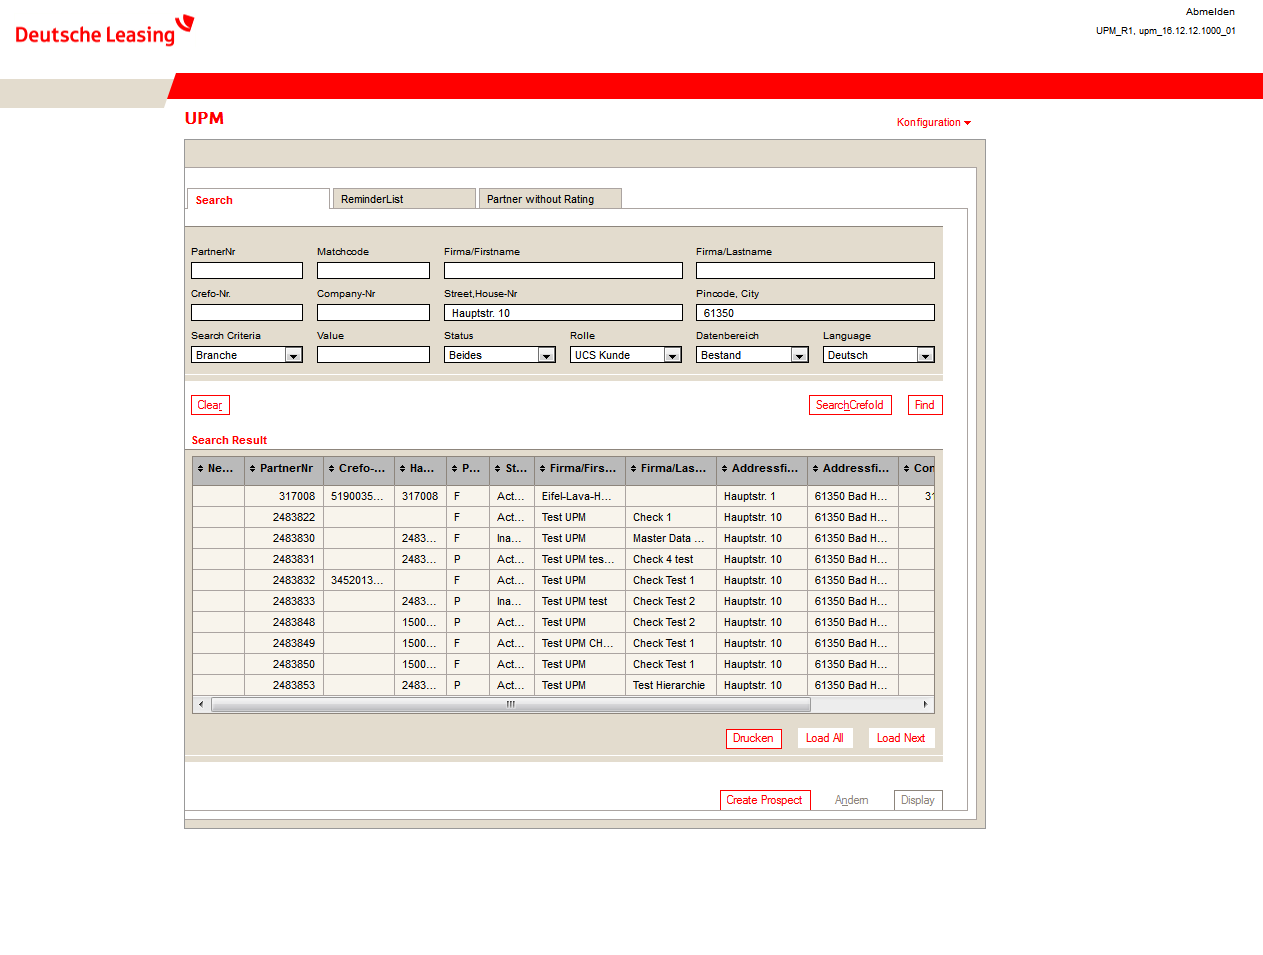 Deutsche Leasing
Abmelden
UPM_R1, upm_16.12.12.1000_01
UPM
Konfiguration
Search ReminderList Partner without Rating
PartnerNr Matchcode Firma/Firstname Firma/Lastname
Crefo-Nr. Company-Nr Street,House-Nr Pincode, City
Hauptstr. 10 61350
Search Criteria Value Status Rolle Datenbereich Language
Branche Beides UCS Kunde Bestand Deutsch
Clear SearchCrefoId Find
Search Result
Ne... PartnerNr Crefo-... Ha... P... St... Firma/Firs... Firma/Las... Addressfi... Addressfi... Con
317008 5190035... 317008 F Act... Eifel-Lava-H... Hauptstr. 1 61350 Bad H... 31
2483822 F Act... Test UPM Check 1 Hauptstr. 10 61350 Bad H...
2483830 2483... F Ina... Test UPM Master Data ... Hauptstr. 10 61350 Bad H...
2483831 2483... P Act... Test UPM tes... Check 4 test Hauptstr. 10 61350 Bad H...
2483832 3452013... F Act... Test UPM Check Test 1 Hauptstr. 10 61350 Bad H...
2483833 2483... P Ina... Test UPM test Check Test 2 Hauptstr. 10 61350 Bad H...
2483848 1500... P Act... Test UPM Check Test 2 Hauptstr. 10 61350 Bad H...
2483849 1500... F Act... Test UPM CH... Check Test 1 Hauptstr. 10 61350 Bad H...
2483850 1500... F Act... Test UPM Check Test 1 Hauptstr. 10 61350 Bad H...
2483853 2483... P Act... Test UPM Test Hierarchie Hauptstr. 10 61350 Bad H...
Drucken Load All Load Next
Create Prospect Ändern Display